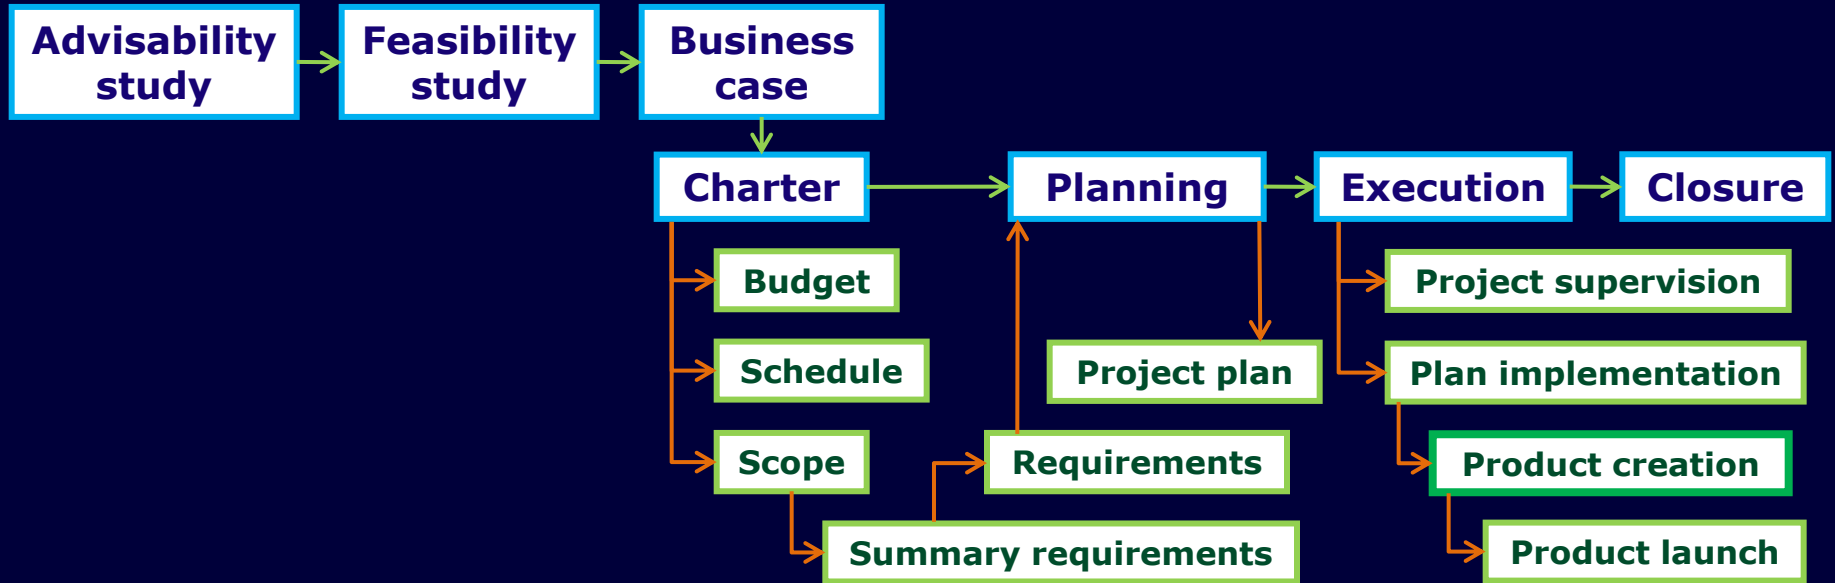 Advisability
study
Feasibility
study
Business
case
Charter
Planning
Execution
Closure
Budget
Project supervision
Schedule
Project plan
Plan implementation
Scope
Requirements
Product creation
Summary requirements
Product launch